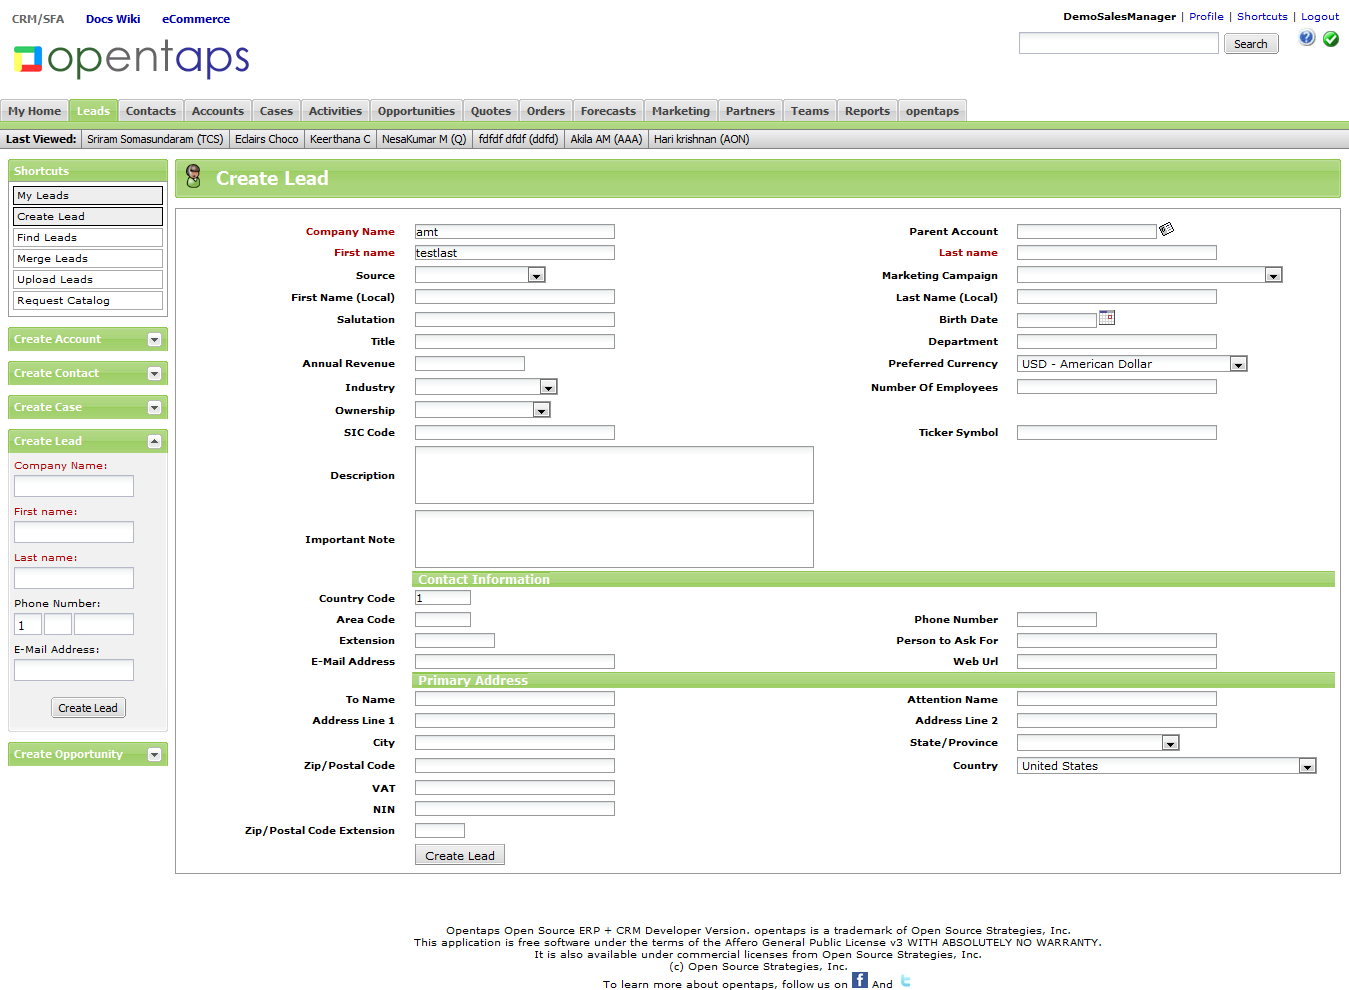 CRM/SFA Docs Wiki eCommerce
DemoSalesManager | Profile | Shortcuts | Logout
opentaps
Search
My Home Leads Contacts Accounts Cases Activities Opportunities Quotes Orders Forecasts Marketing Partners Teams Reports opentaps
Last Viewed: Sriram Somasundaram (TCS) Eclairs Choco Keerthana C NesaKumar M (Q) fdfdf dfdf (ddfd) Akila AM (AAA) Hari krishnan (AON)
Shortcuts
My Leads
Create Lead
Find Leads
Merge Leads
Upload Leads
Request Catalog
Create Account
Create Contact
Create Case
Create Lead
Company Name:
First name:
Last name:
Phone Number:
1
E-Mail Address:
Create Lead
Create Opportunity
Create Lead
Company Name amt Parent Account
First name testlast Last name
Source Marketing Campaign
First Name (Local) Last Name (Local)
Salutation Birth Date
Title Department
Annual Revenue Preferred Currency USD - American Dollar
Industry Number Of Employees
Ownership
SIC Code Ticker Symbol
Description
Important Note
Contact Information
Country Code 1
Area Code Phone Number
Extension Person to Ask For
E-Mail Address Web Url
Primary Address
To Name Attention Name
Address Line 1 Address Line 2
City State/Province
Zip/Postal Code Country United States
VAT
NIN
Zip/Postal Code Extension
Create Lead
Opentaps Open Source ERP + CRM Developer Version. opentaps is a trademark of Open Source Strategies, Inc.
This application is free software under the terms of the Affero General Public License v3 WITH ABSOLUTELY NO WARRANTY.
It is also available under commercial licenses from Open Source Strategies, Inc.
(c) Open Source Strategies, Inc.
To learn more about opentaps, follow us on f And t